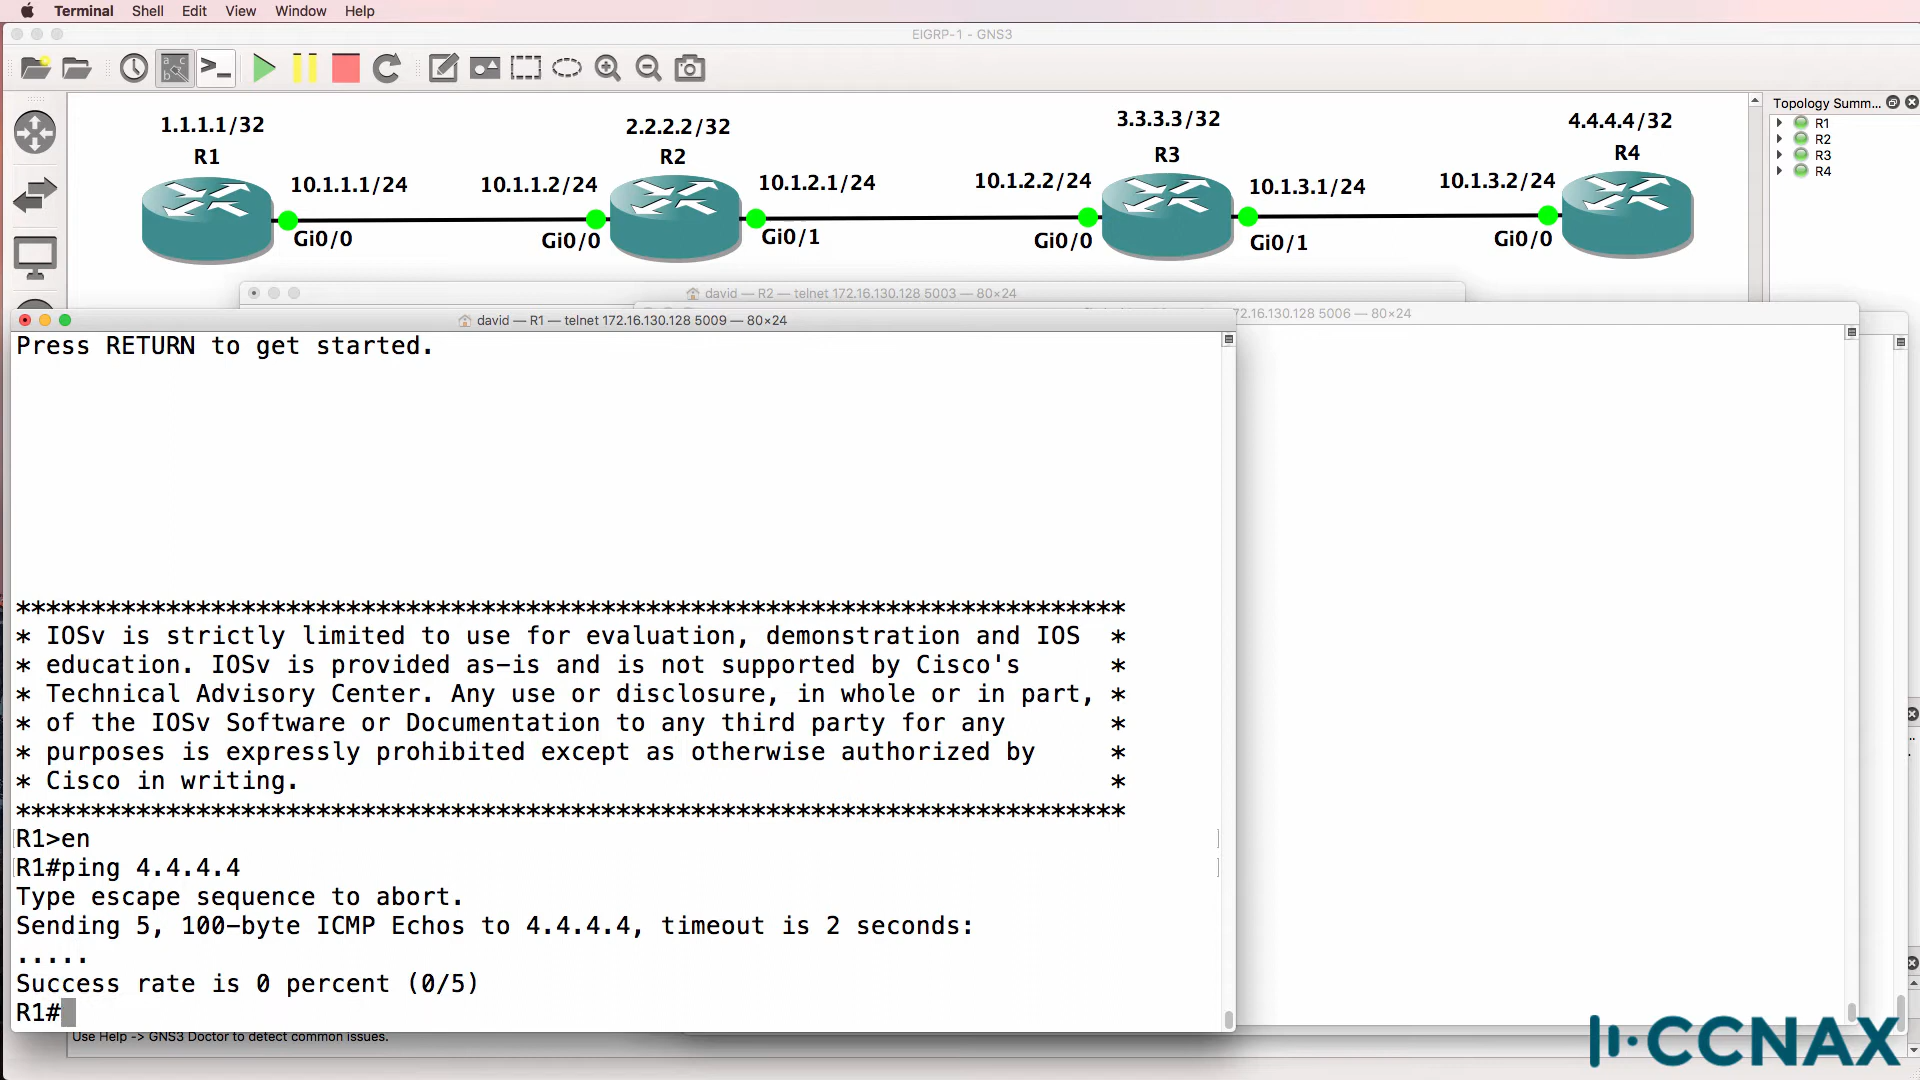 Terminal Shell Edit View Window Help
EIGRP-1 - GNS3
Topology Summ...
R1
R2
R3
R4
1.1.1.1/32
2.2.2.2/32
3.3.3.3/32
4.4.4.4/32
R1
R2
R3
R4
10.1.1.1/24
10.1.1.2/24
10.1.2.1/24
10.1.2.2/24
10.1.3.1/24
10.1.3.2/24
Gi0/0
Gi0/0
Gi0/1
Gi0/0
Gi0/1
Gi0/0
david — R2 — telnet 172.16.130.128 5003 — 80×24
72.16.130.128 5006 — 80×24
david — R1 — telnet 172.16.130.128 5009 — 80×24
Press RETURN to get started.
**************************************************************************
* IOSv is strictly limited to use for evaluation, demonstration and IOS *
* education. IOSv is provided as-is and is not supported by Cisco's *
* Technical Advisory Center. Any use or disclosure, in whole or in part, *
* of the IOSv Software or Documentation to any third party for any *
* purposes is expressly prohibited except as otherwise authorized by *
* Cisco in writing. *
**************************************************************************
R1>en
R1#ping 4.4.4.4
Type escape sequence to abort.
Sending 5, 100-byte ICMP Echos to 4.4.4.4, timeout is 2 seconds:
.....
Success rate is 0 percent (0/5)
R1#
Use Help -> GNS3 Doctor to detect common issues.
CCNAX